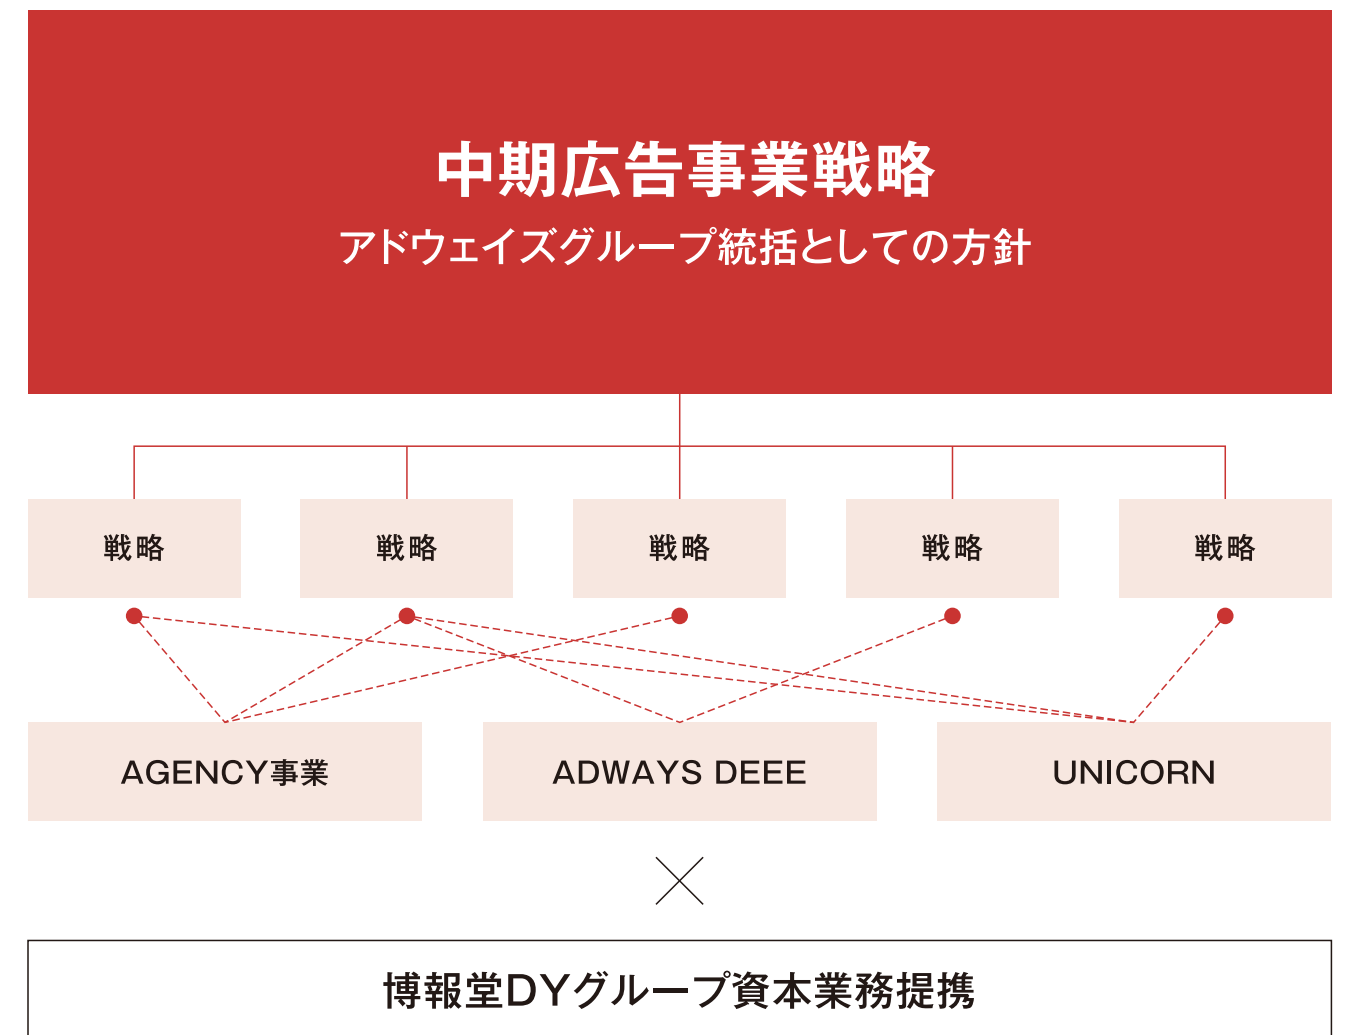 中期広告事業戦略
アドウェイズグループ統括としての方針
戦略
戦略
戦略
戦略
戦略
AGENCY事業
ADWAYS DEEE
UNICORN
博報堂DYグループ資本業務提携